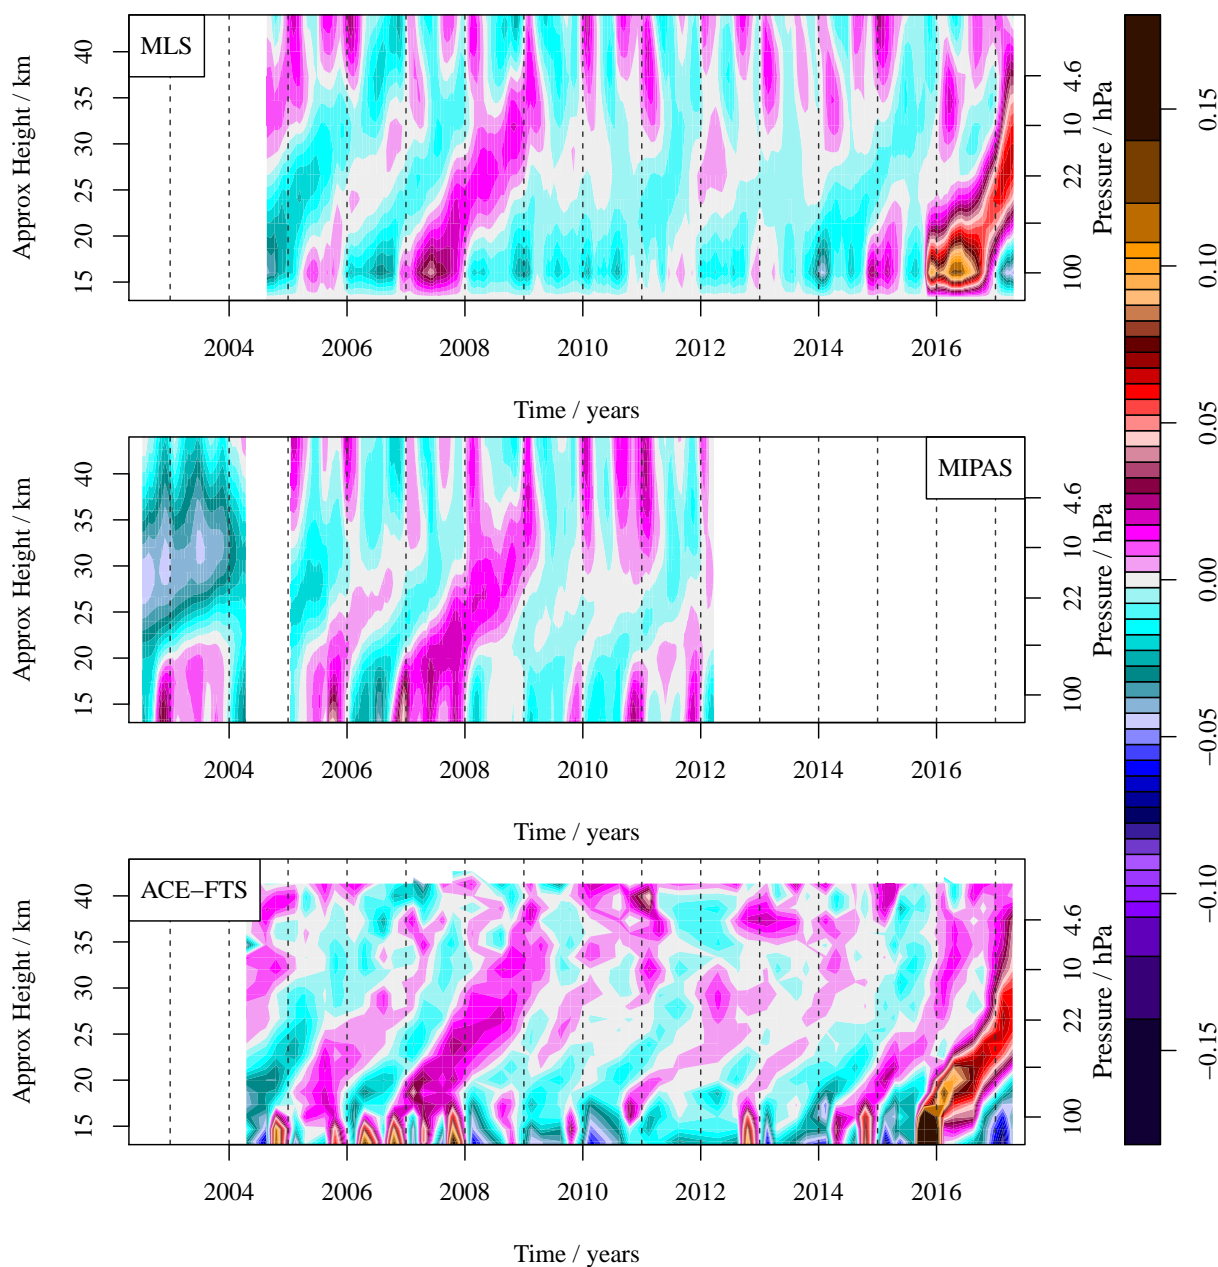 MLS
Approx Height / km
40
35
30
25
20
15
4.6
10
22
100
Pressure / hPa
2004 2006 2008 2010 2012 2014 2016
Time / years
MIPAS
Approx Height / km
40
35
30
25
20
15
4.6
10
22
100
Pressure / hPa
2004 2006 2008 2010 2012 2014 2016
Time / years
ACE−FTS
Approx Height / km
40
35
30
25
20
15
4.6
10
22
100
Pressure / hPa
2004 2006 2008 2010 2012 2014 2016
Time / years
0.15
0.10
0.05
0.00
−0.05
−0.10
−0.15